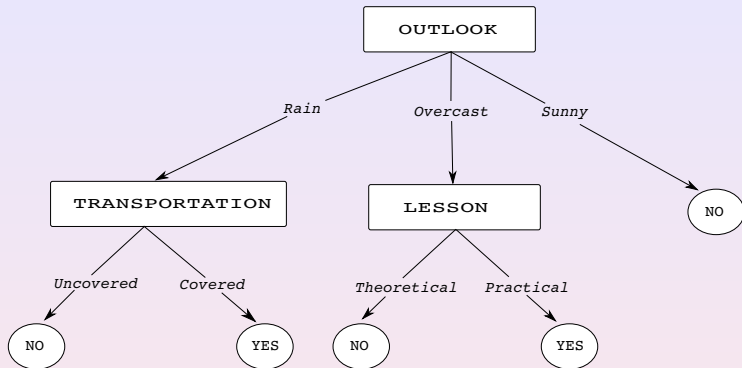 OUTLOOK
Rain
Overcast
Sunny
TRANSPORTATION
LESSON
NO
Uncovered
Covered
Theoretical
Practical
NO
YES
NO
YES